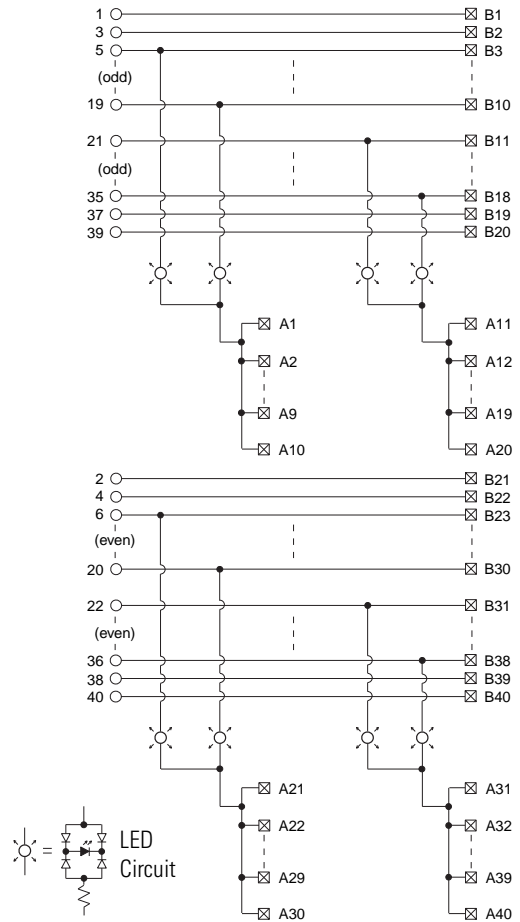 1 B1
3 B2
5 B3
(odd)
19 B10
21 B11
(odd)
35 B18
37 B19
39 B20
A1 A11
A2 A12
A9 A19
A10 A20
2 B21
4 B22
6 B23
(even)
20 B30
22 B31
(even)
36 B38
38 B39
40 B40
A21 A31
A22 A32
= LED
Circuit
A29 A39
A30 A40